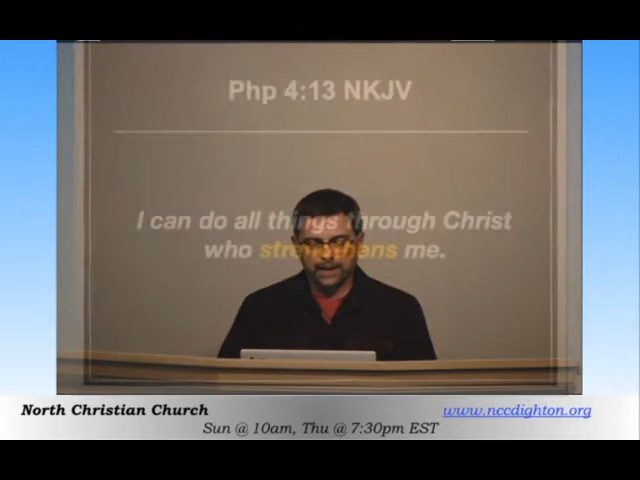 Php 4:13 NKJV
I can do all things through Christ
who strengthens me.
North Christian Church
www.nccdighton.org
Sun @ 10am, Thu @ 7:30pm EST